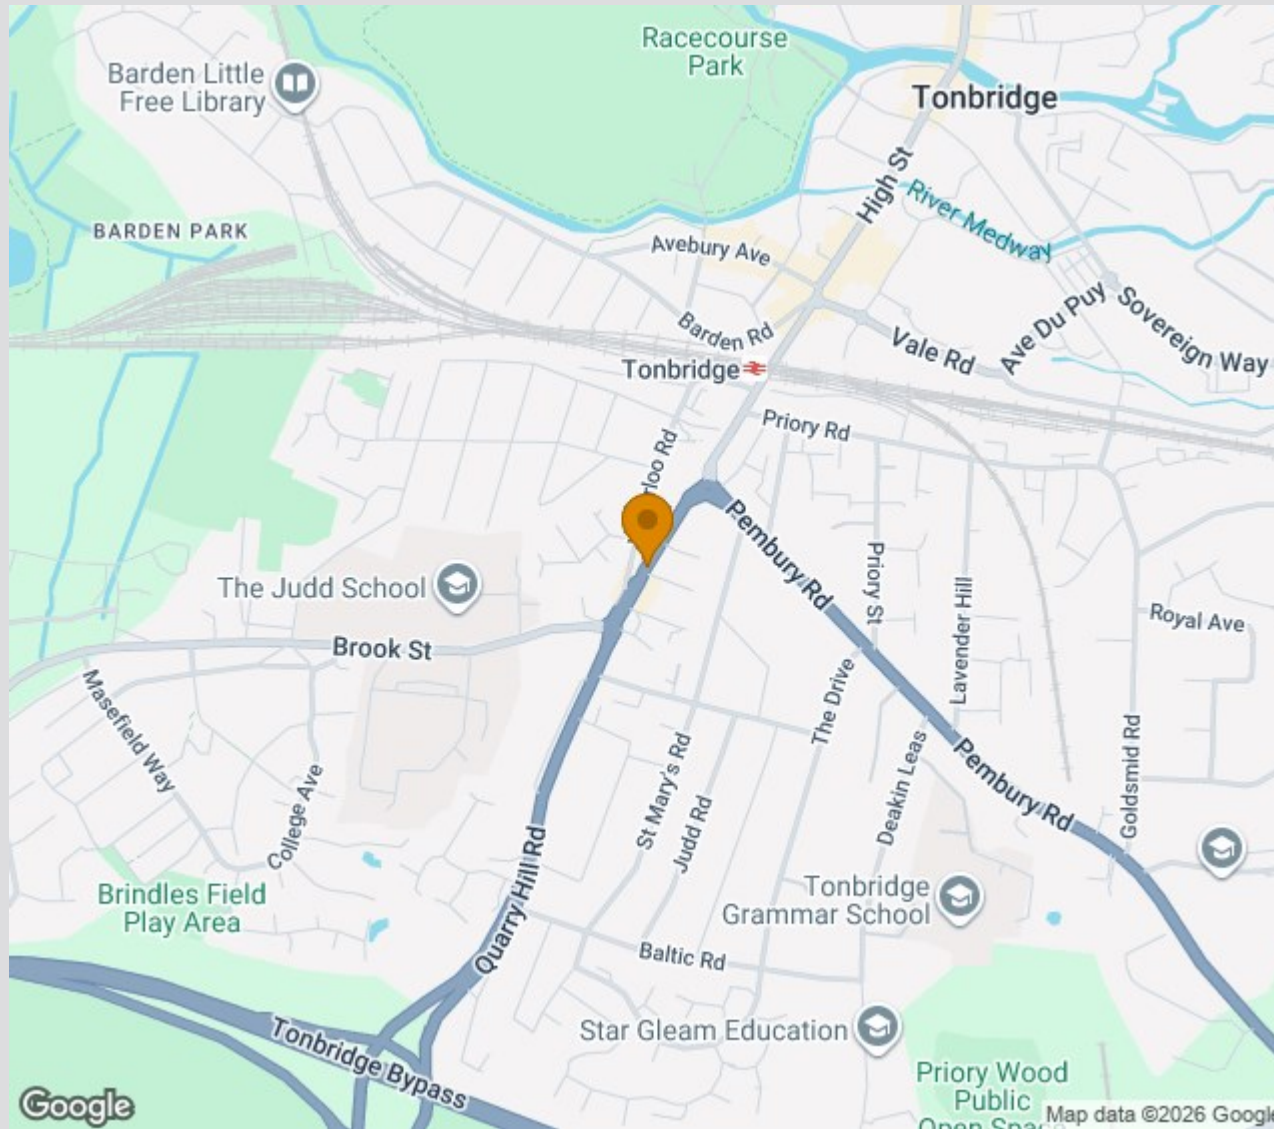 Racecourse
Park
Barden Little
Free Library
Tonbridge
High St
River Medway
BARDEN PARK
Avebury Ave
Ave Du Puy
Sovereign Way
Barden Rd
Vale Rd
Tonbridge
Priory Rd
Pembury Rd
The Judd School
Priory St
Lavender Hill
Royal Ave
Brook St
Masefield Way
The Drive
Goldsmid Rd
College Ave
St Mary's Rd
Judd Rd
Deakin Leas
Pembury Rd
Quarry Hill Rd
Brindles Field
Play Area
Tonbridge
Grammar School
Baltic Rd
Tonbridge Bypass
Star Gleam Education
Priory Wood
Public
Open
Google
Map data ©2026 Google